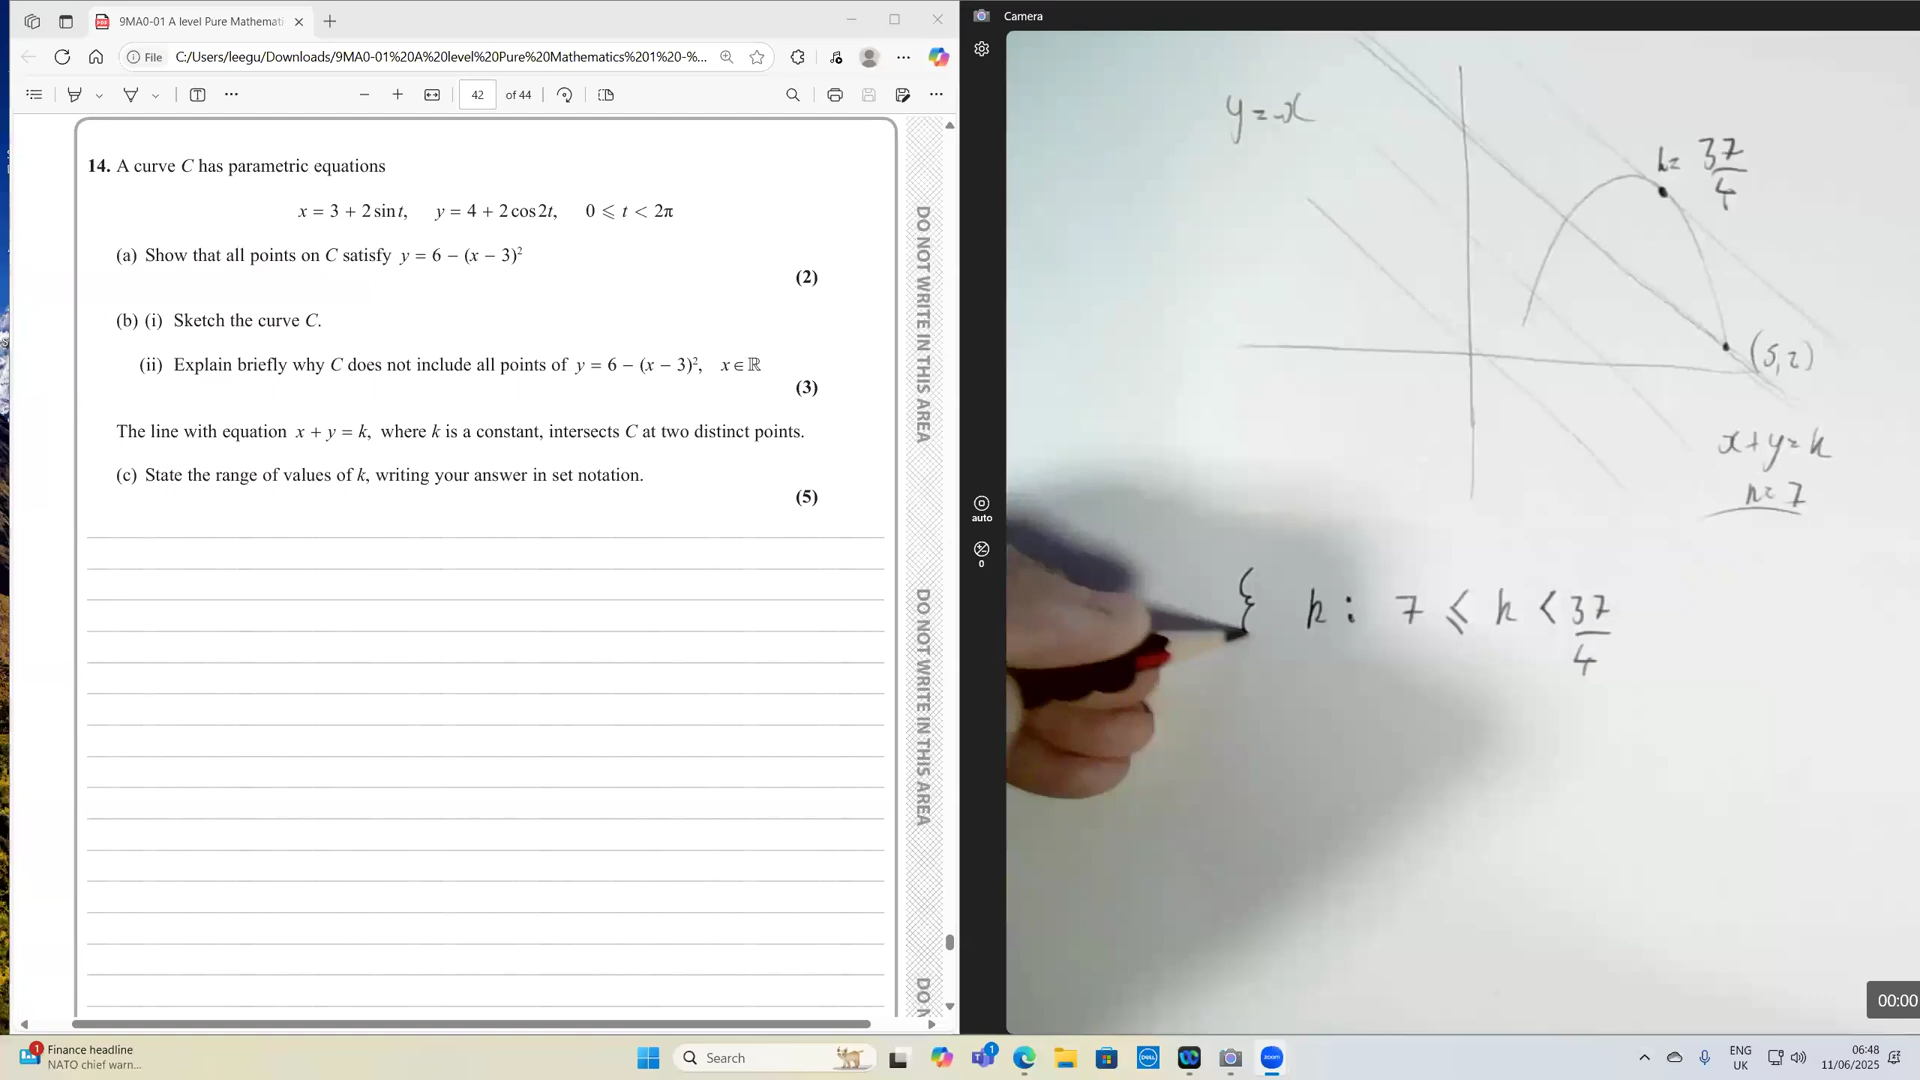 9MA0-01 A level Pure Mathemati
File
C:/Users/leegu/Downloads/9MA0-01%20A%20level%20Pure%20Mathematics%201%20-%...
42 of 44
14. A curve C has parametric equations
x = 3 + 2 sin t, y = 4 + 2 cos 2t, 0 ⩽ t < 2π
(a) Show that all points on C satisfy y = 6 − (x − 3)²
(2)
(b) (i) Sketch the curve C.
(ii) Explain briefly why C does not include all points of y = 6 − (x − 3)², x ∈ ℝ
(3)
The line with equation x + y = k, where k is a constant, intersects C at two distinct points.
(c) State the range of values of k, writing your answer in set notation.
(5)
DO NOT WRITE IN THIS AREA
DO NOT WRITE IN THIS AREA
DO N
Camera
auto
0
y = -x
k = 37/4
(5,2)
x+y=k
k=7
{ k : 7 ⩽ k < 37/4
00:00
1
Finance headline
NATO chief warn...
Search
1
DELL
zoom
ENG
UK
06:48
11/06/2025